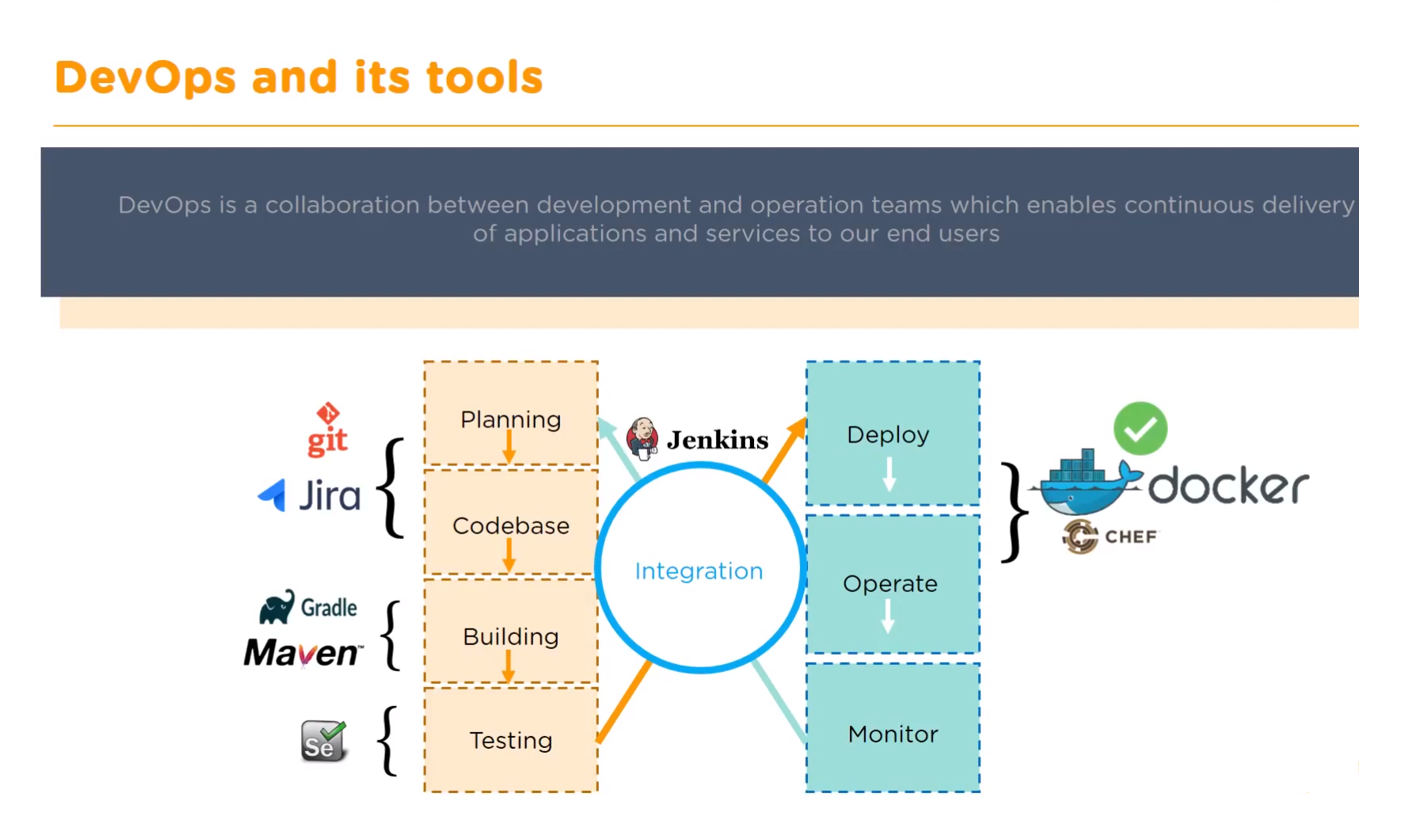 DevOps and its tools
DevOps is a collaboration between development and operation teams which enables continuous delivery
of applications and services to our end users
git
Jira
Gradle
Maven™
Se
Planning
Codebase
Building
Testing
Jenkins
Integration
Deploy
Operate
Monitor
docker
CHEF